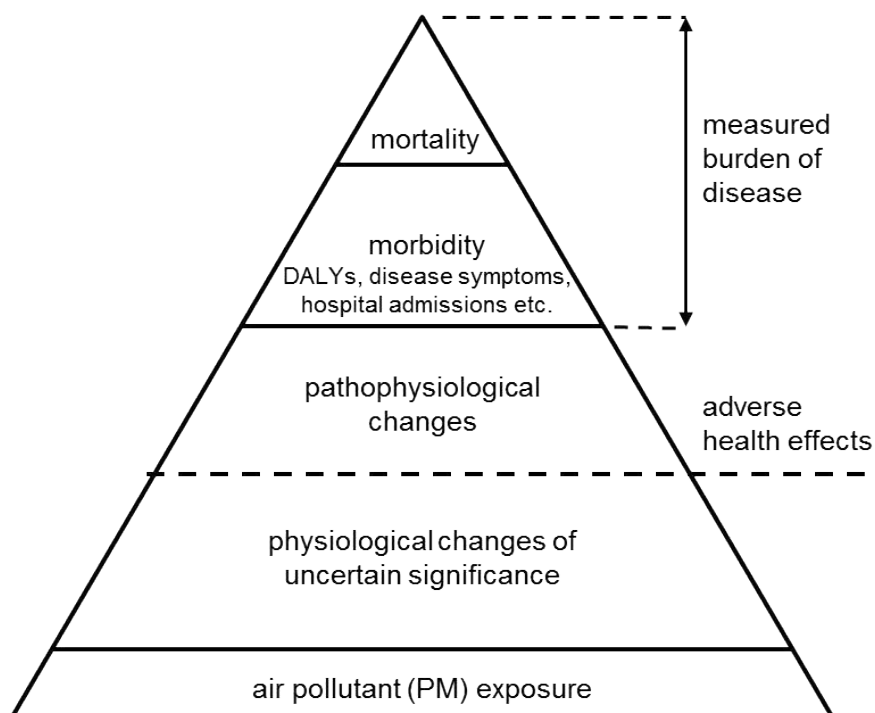 mortality
measured
burden of
disease
morbidity
DALYs, disease symptoms,
hospital admissions etc.
pathophysiological
changes
adverse
health effects
physiological changes of
uncertain significance
air pollutant (PM) exposure